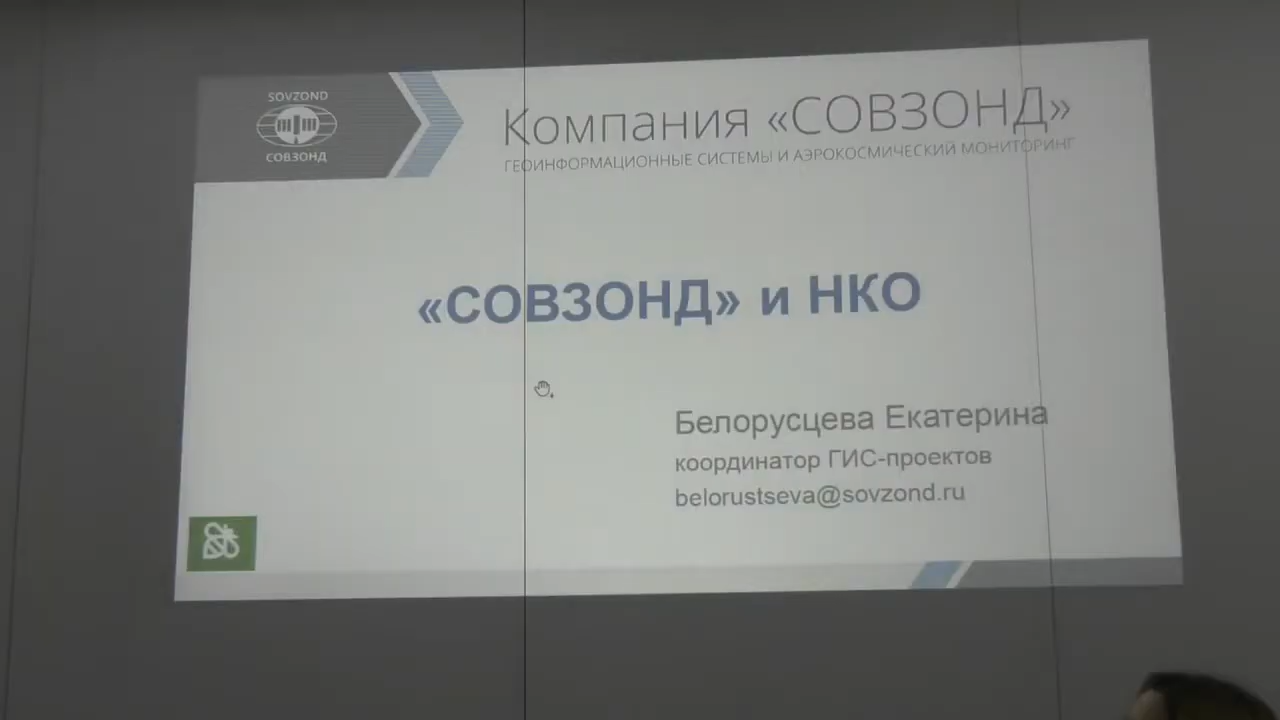 SOVZOND
СОВЗОНД
Компания «СОВЗОНД»
ГЕОИНФОРМАЦИОННЫЕ СИСТЕМЫ И АЭРОКОСМИЧЕСКИЙ МОНИТОРИНГ
«СОВЗОНД» и НКО
Белорусцева Екатерина
координатор ГИС-проектов
belorustseva@sovzond.ru